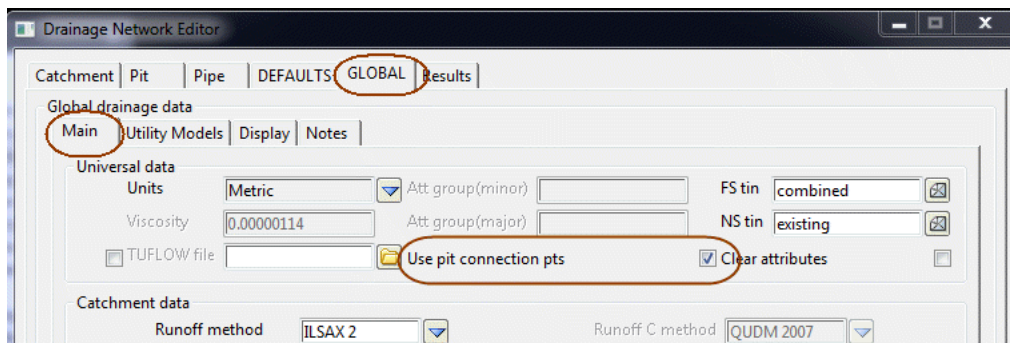 Drainage Network Editor
Catchment Pit Pipe DEFAULTS GLOBAL Results
Global drainage data
Main Utility Models Display Notes
Universal data
Units Metric Att group(minor) FS tin combined
Viscosity 0.00000114 Att group(major) NS tin existing
TUFLOW file Use pit connection pts Clear attributes
Catchment data
Runoff method ILSAX 2 Runoff C method QUDM 2007